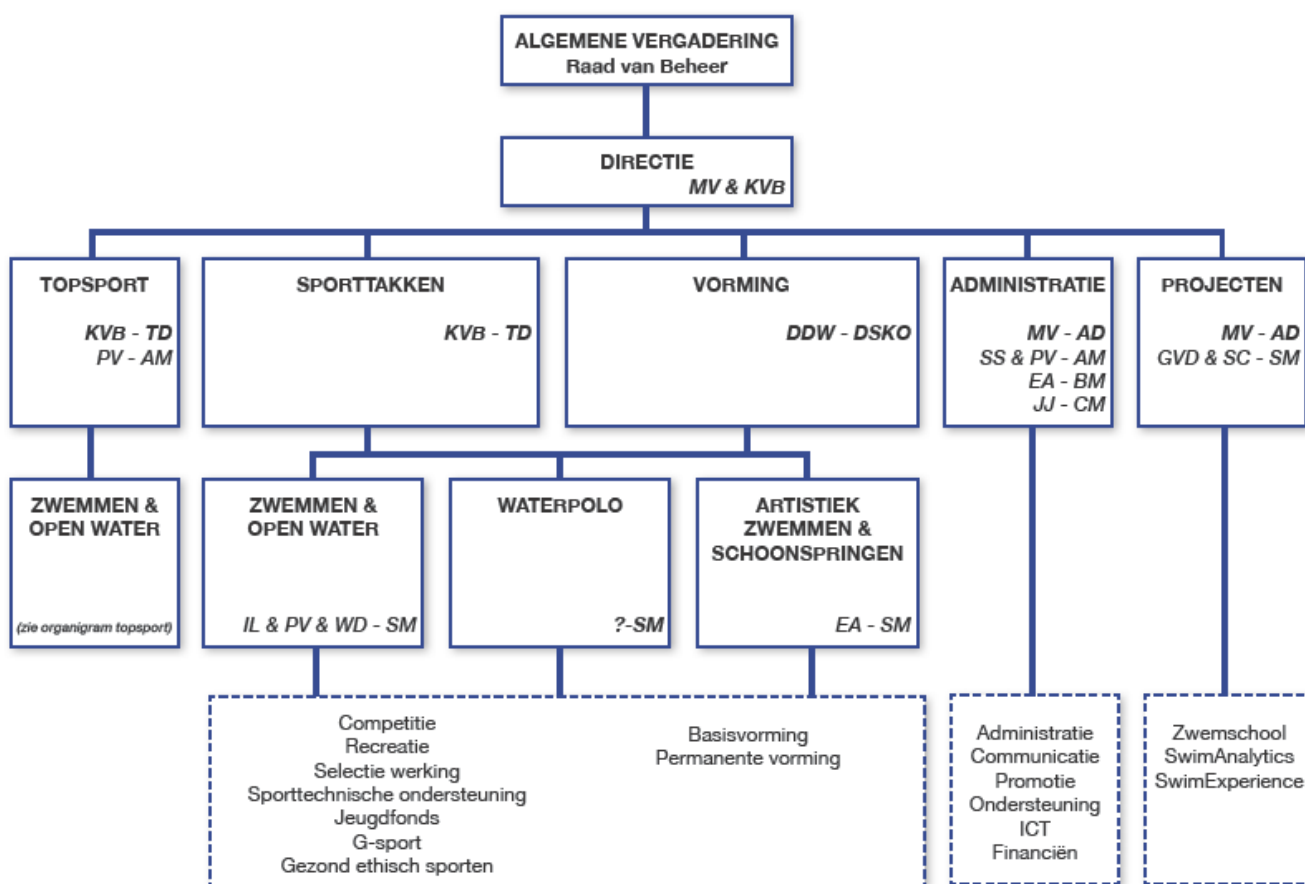 ALGEMENE VERGADERING
Raad van Beheer
DIRECTIE
MV & KVB
TOPSPORT
KVB - TD
PV - AM
SPORTTAKKEN
KVB - TD
VORMING
DDW - DSKO
ADMINISTRATIE
MV - AD
SS & PV - AM
EA - BM
JJ - CM
PROJECTEN
MV - AD
GVD & SC - SM
ZWEMMEN &
OPEN WATER
(zie organigram topsport)
ZWEMMEN &
OPEN WATER
IL & PV & WD - SM
WATERPOLO
?-SM
ARTISTIEK
ZWEMMEN &
SCHOONSPRINGEN
EA - SM
Competitie
Recreatie
Selectie werking
Sporttechnische ondersteuning
Jeugdfonds
G-sport
Gezond ethisch sporten
Basisvorming
Permanente vorming
Administratie
Communicatie
Promotie
Ondersteuning
ICT
Financiën
Zwemschool
SwimAnalytics
SwimExperience